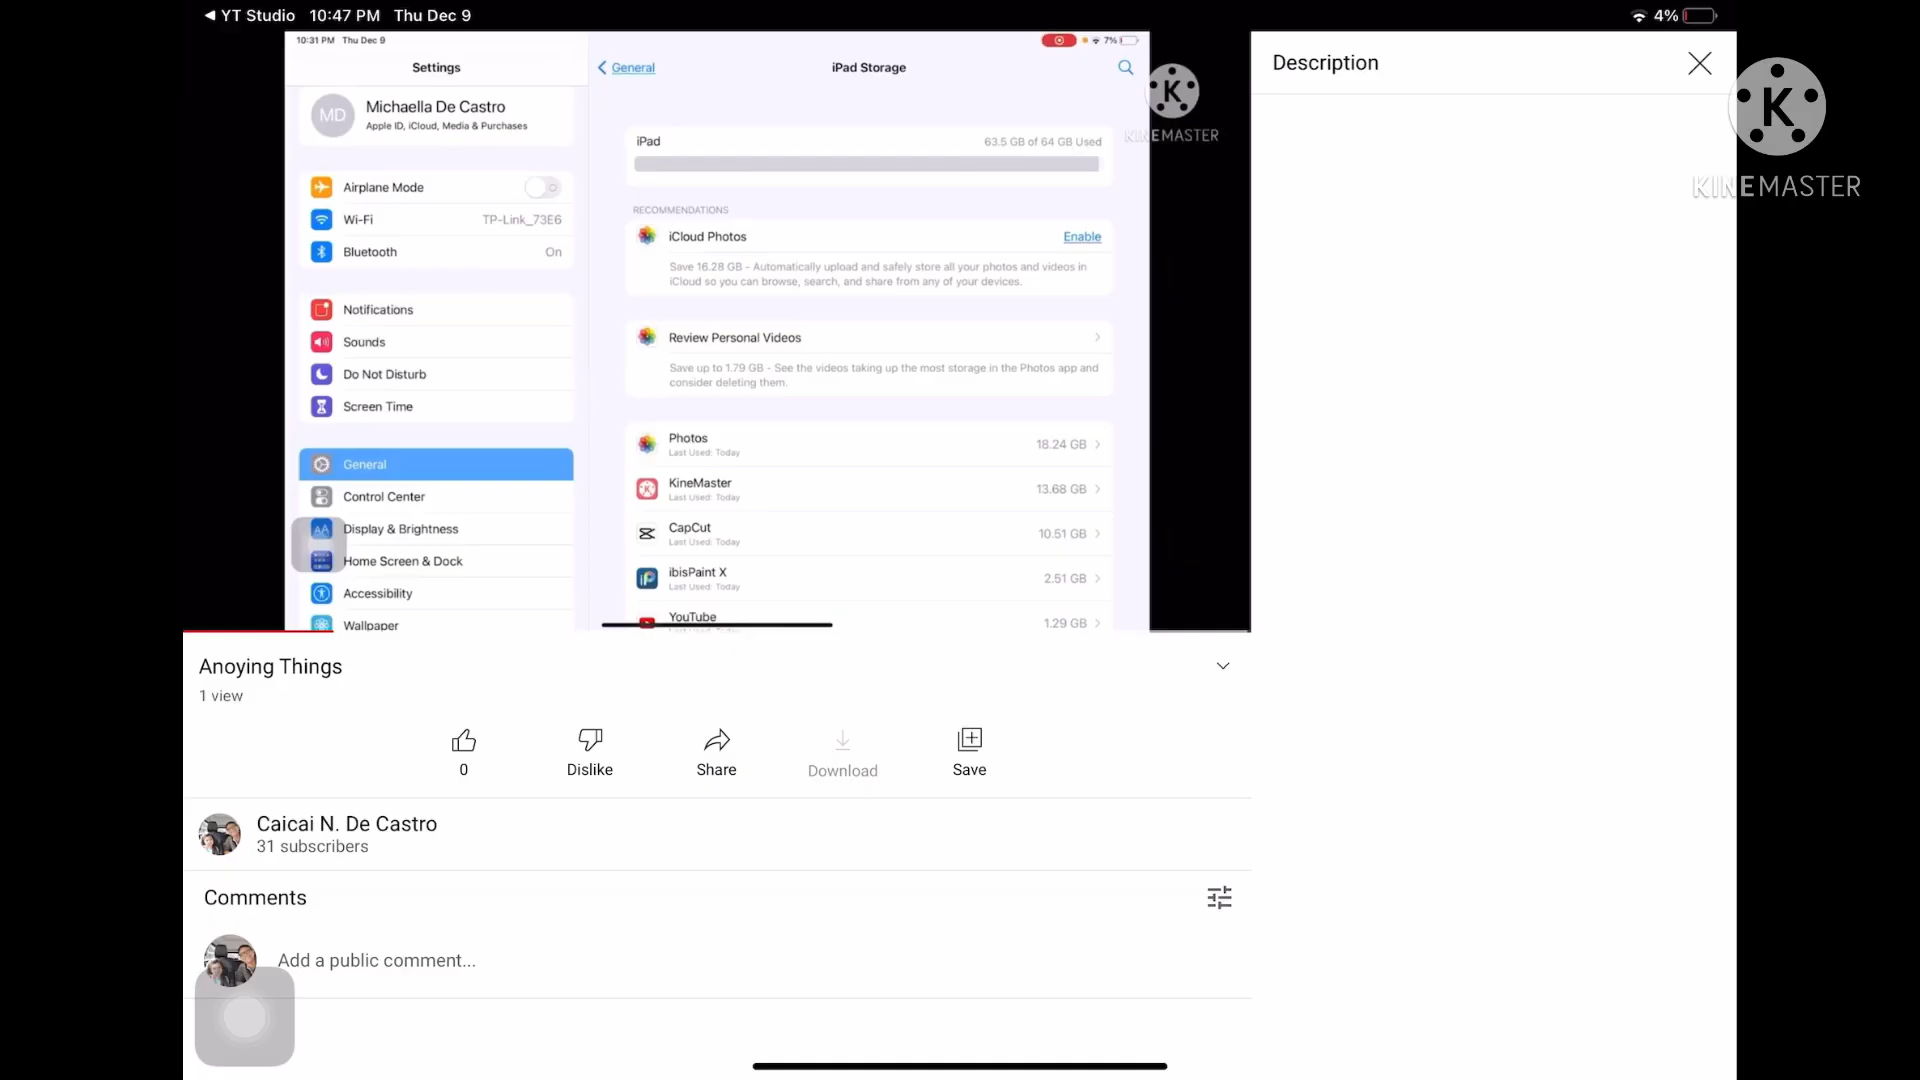 YT Studio 10:47 PM Thu Dec 9
4%
10:31 PM Thu Dec 9
7%
Settings
General
iPad Storage
Description
MD
Michaella De Castro
Apple ID, iCloud, Media & Purchases
K
KINEMASTER
K
KINEMASTER
iPad
63.5 GB of 64 GB Used
Airplane Mode
Wi-Fi
TP-Link_73E6
Bluetooth
On
RECOMMENDATIONS
iCloud Photos
Enable
Save 16.28 GB - Automatically upload and safely store all your photos and videos in
iCloud so you can browse, search, and share from any of your devices.
Notifications
Sounds
Do Not Disturb
Screen Time
Review Personal Videos
Save up to 1.79 GB - See the videos taking up the most storage in the Photos app and
consider deleting them.
General
Control Center
AA
Display & Brightness
Home Screen & Dock
Accessibility
Wallpaper
Photos
Last Used: Today
18.24 GB
KineMaster
Last Used: Today
13.68 GB
CapCut
Last Used: Today
10.51 GB
iP
ibisPaint X
Last Used: Today
2.51 GB
YouTube
1.29 GB
Anoying Things
1 view
0
Dislike
Share
Download
Save
Caicai N. De Castro
31 subscribers
Comments
Add a public comment...